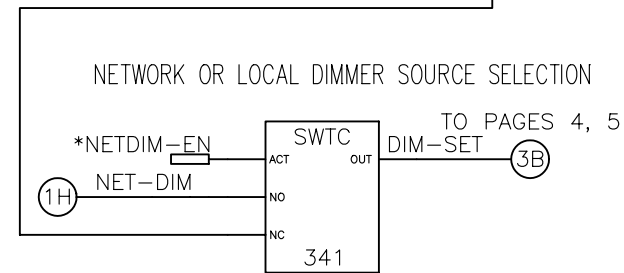 NETWORK OR LOCAL DIMMER SOURCE SELECTION
TO PAGES 4, 5
*NETDIM-EN
SWTC
DIM-SET
ACT
OUT
3B
1H
NET-DIM
NO
NC
341